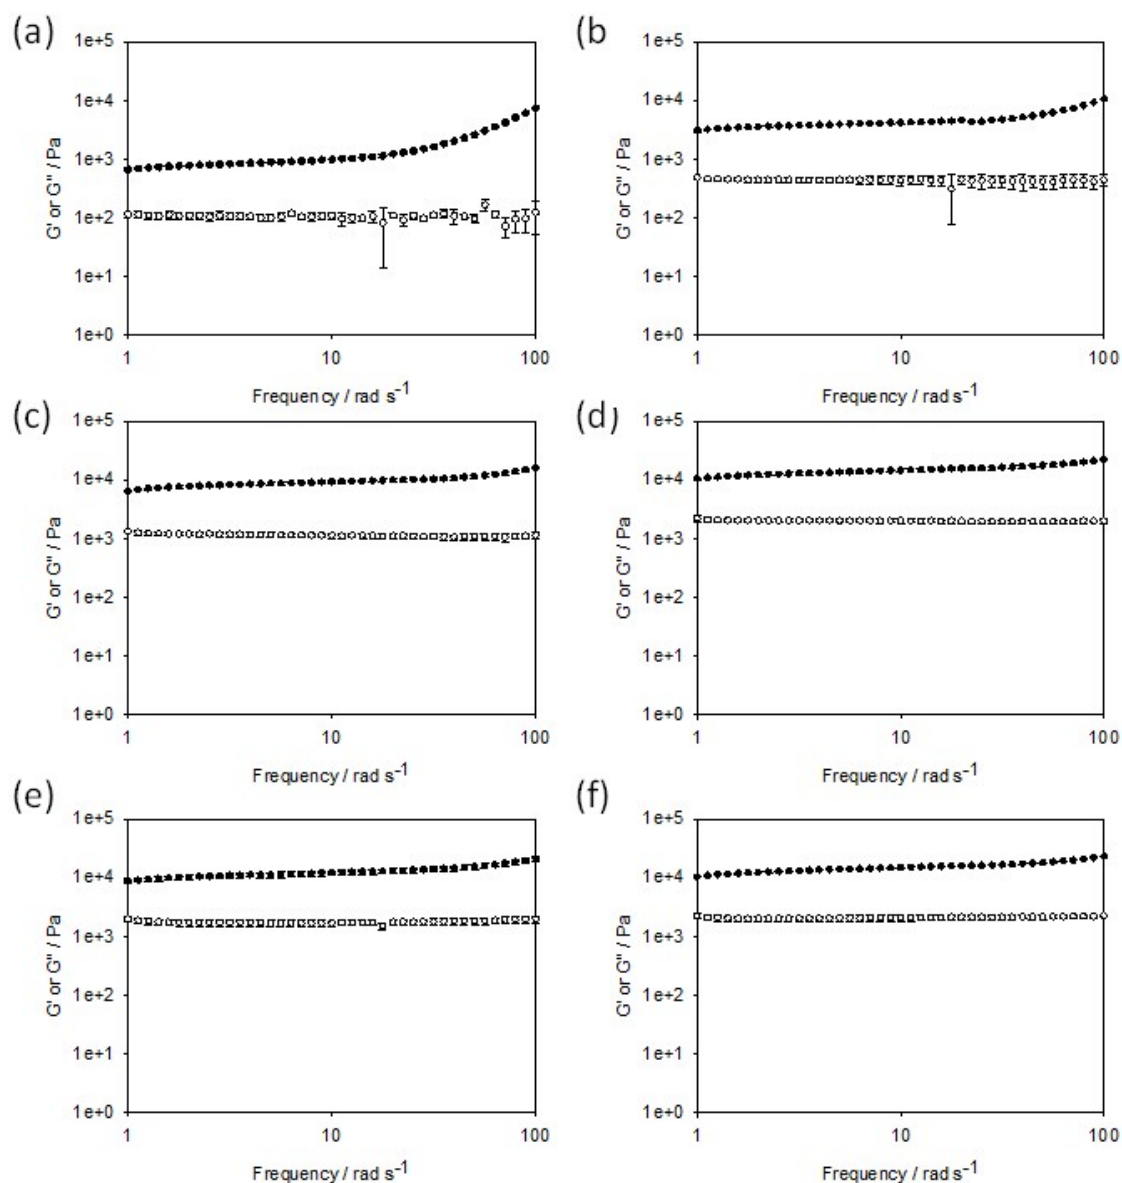 (a)
1e+5
1e+4
1e+3
1e+2
1e+1
1e+0
G' or G'' / Pa
1 10 100
Frequency / rad s⁻¹
(b)
1e+5
1e+4
1e+3
1e+2
1e+1
1e+0
G' or G'' / Pa
1 10 100
Frequency / rad s⁻¹
(c)
1e+5
1e+4
1e+3
1e+2
1e+1
1e+0
G' or G'' / Pa
1 10 100
Frequency / rad s⁻¹
(d)
1e+5
1e+4
1e+3
1e+2
1e+1
1e+0
G' or G'' / Pa
1 10 100
Frequency / rad s⁻¹
(e)
1e+5
1e+4
1e+3
1e+2
1e+1
1e+0
G' or G'' / Pa
1 10 100
Frequency / rad s⁻¹
(f)
1e+5
1e+4
1e+3
1e+2
1e+1
1e+0
G' or G'' / Pa
1 10 100
Frequency / rad s⁻¹